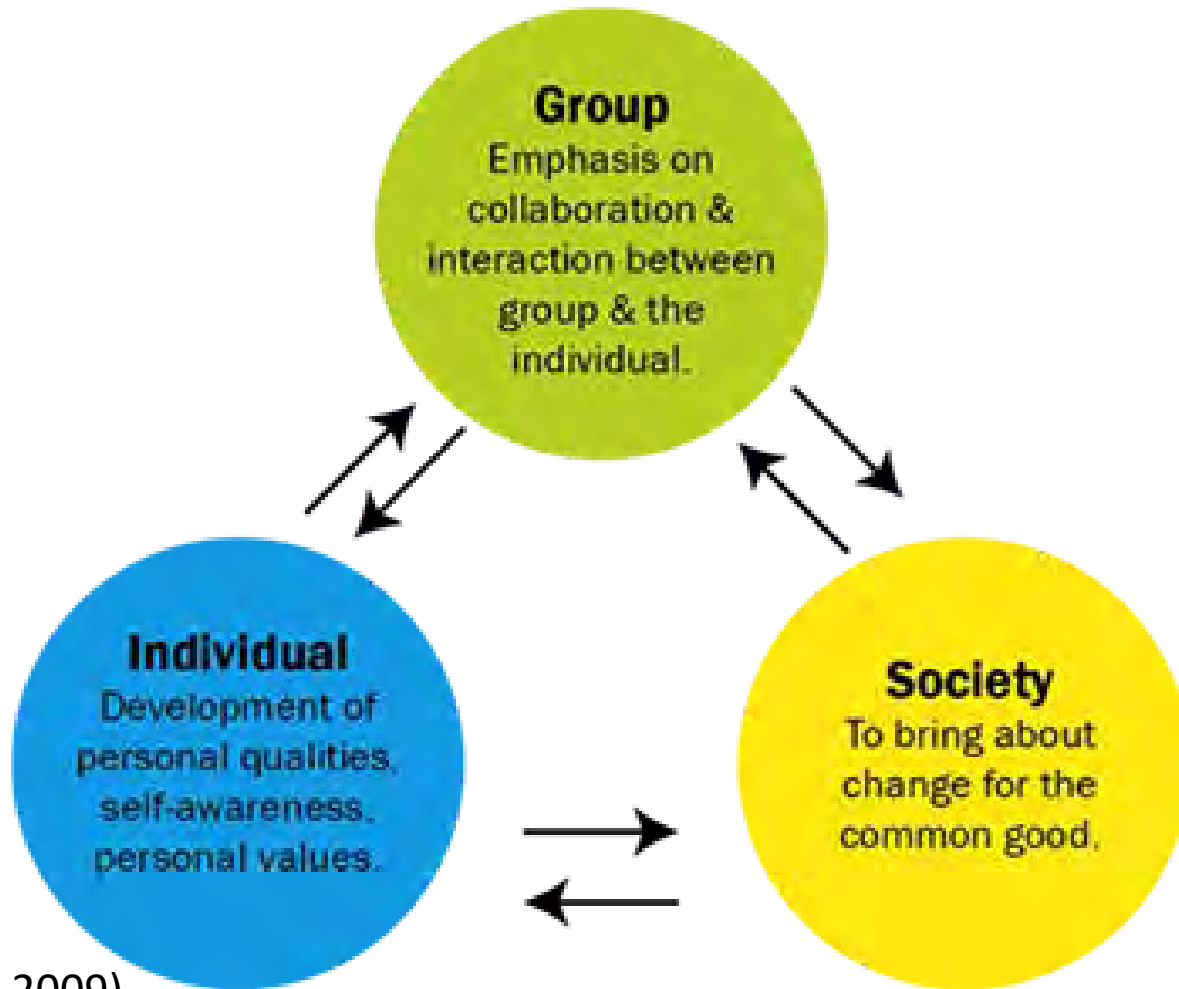 Group
Emphasis on
collaboration &
interaction between
group & the
individual.
Individual
Development of
personal qualities,
self-awareness,
personal values.
Society
To bring about
change for the
common good.
2009)